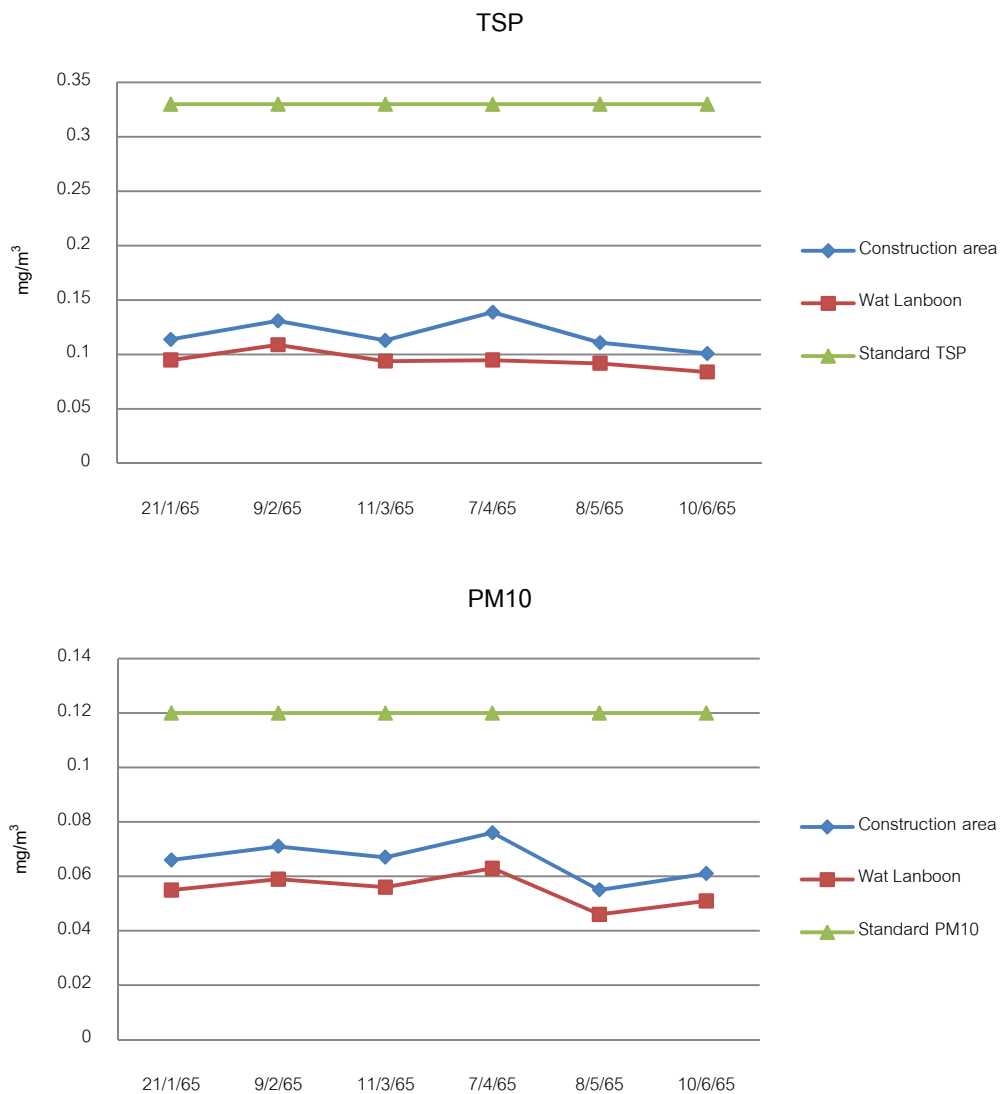 TSP
0.35
0.3
0.25
0.2
0.15
0.1
0.05
0
mg/m³
Construction area
Wat Lanboon
Standard TSP
21/1/65 9/2/65 11/3/65 7/4/65 8/5/65 10/6/65
PM10
0.14
0.12
0.1
0.08
0.06
0.04
0.02
0
mg/m³
Construction area
Wat Lanboon
Standard PM10
21/1/65 9/2/65 11/3/65 7/4/65 8/5/65 10/6/65